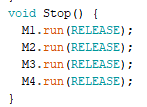 void Stop() {
  M1.run(RELEASE);
  M2.run(RELEASE);
  M3.run(RELEASE);
  M4.run(RELEASE);
}